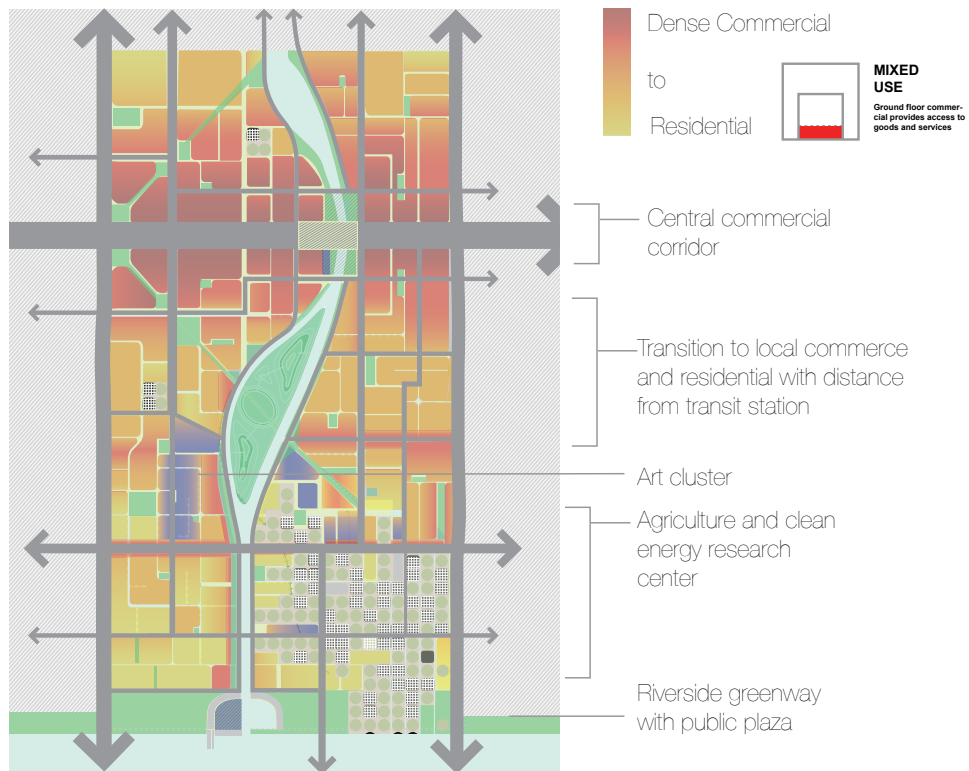 Dense Commercial
to
Residential
MIXED
USE
Ground floor commer-
cial provides access to
goods and services
Central commercial
corridor
Transition to local commerce
and residential with distance
from transit station
Art cluster
Agriculture and clean
energy research
center
Riverside greenway
with public plaza